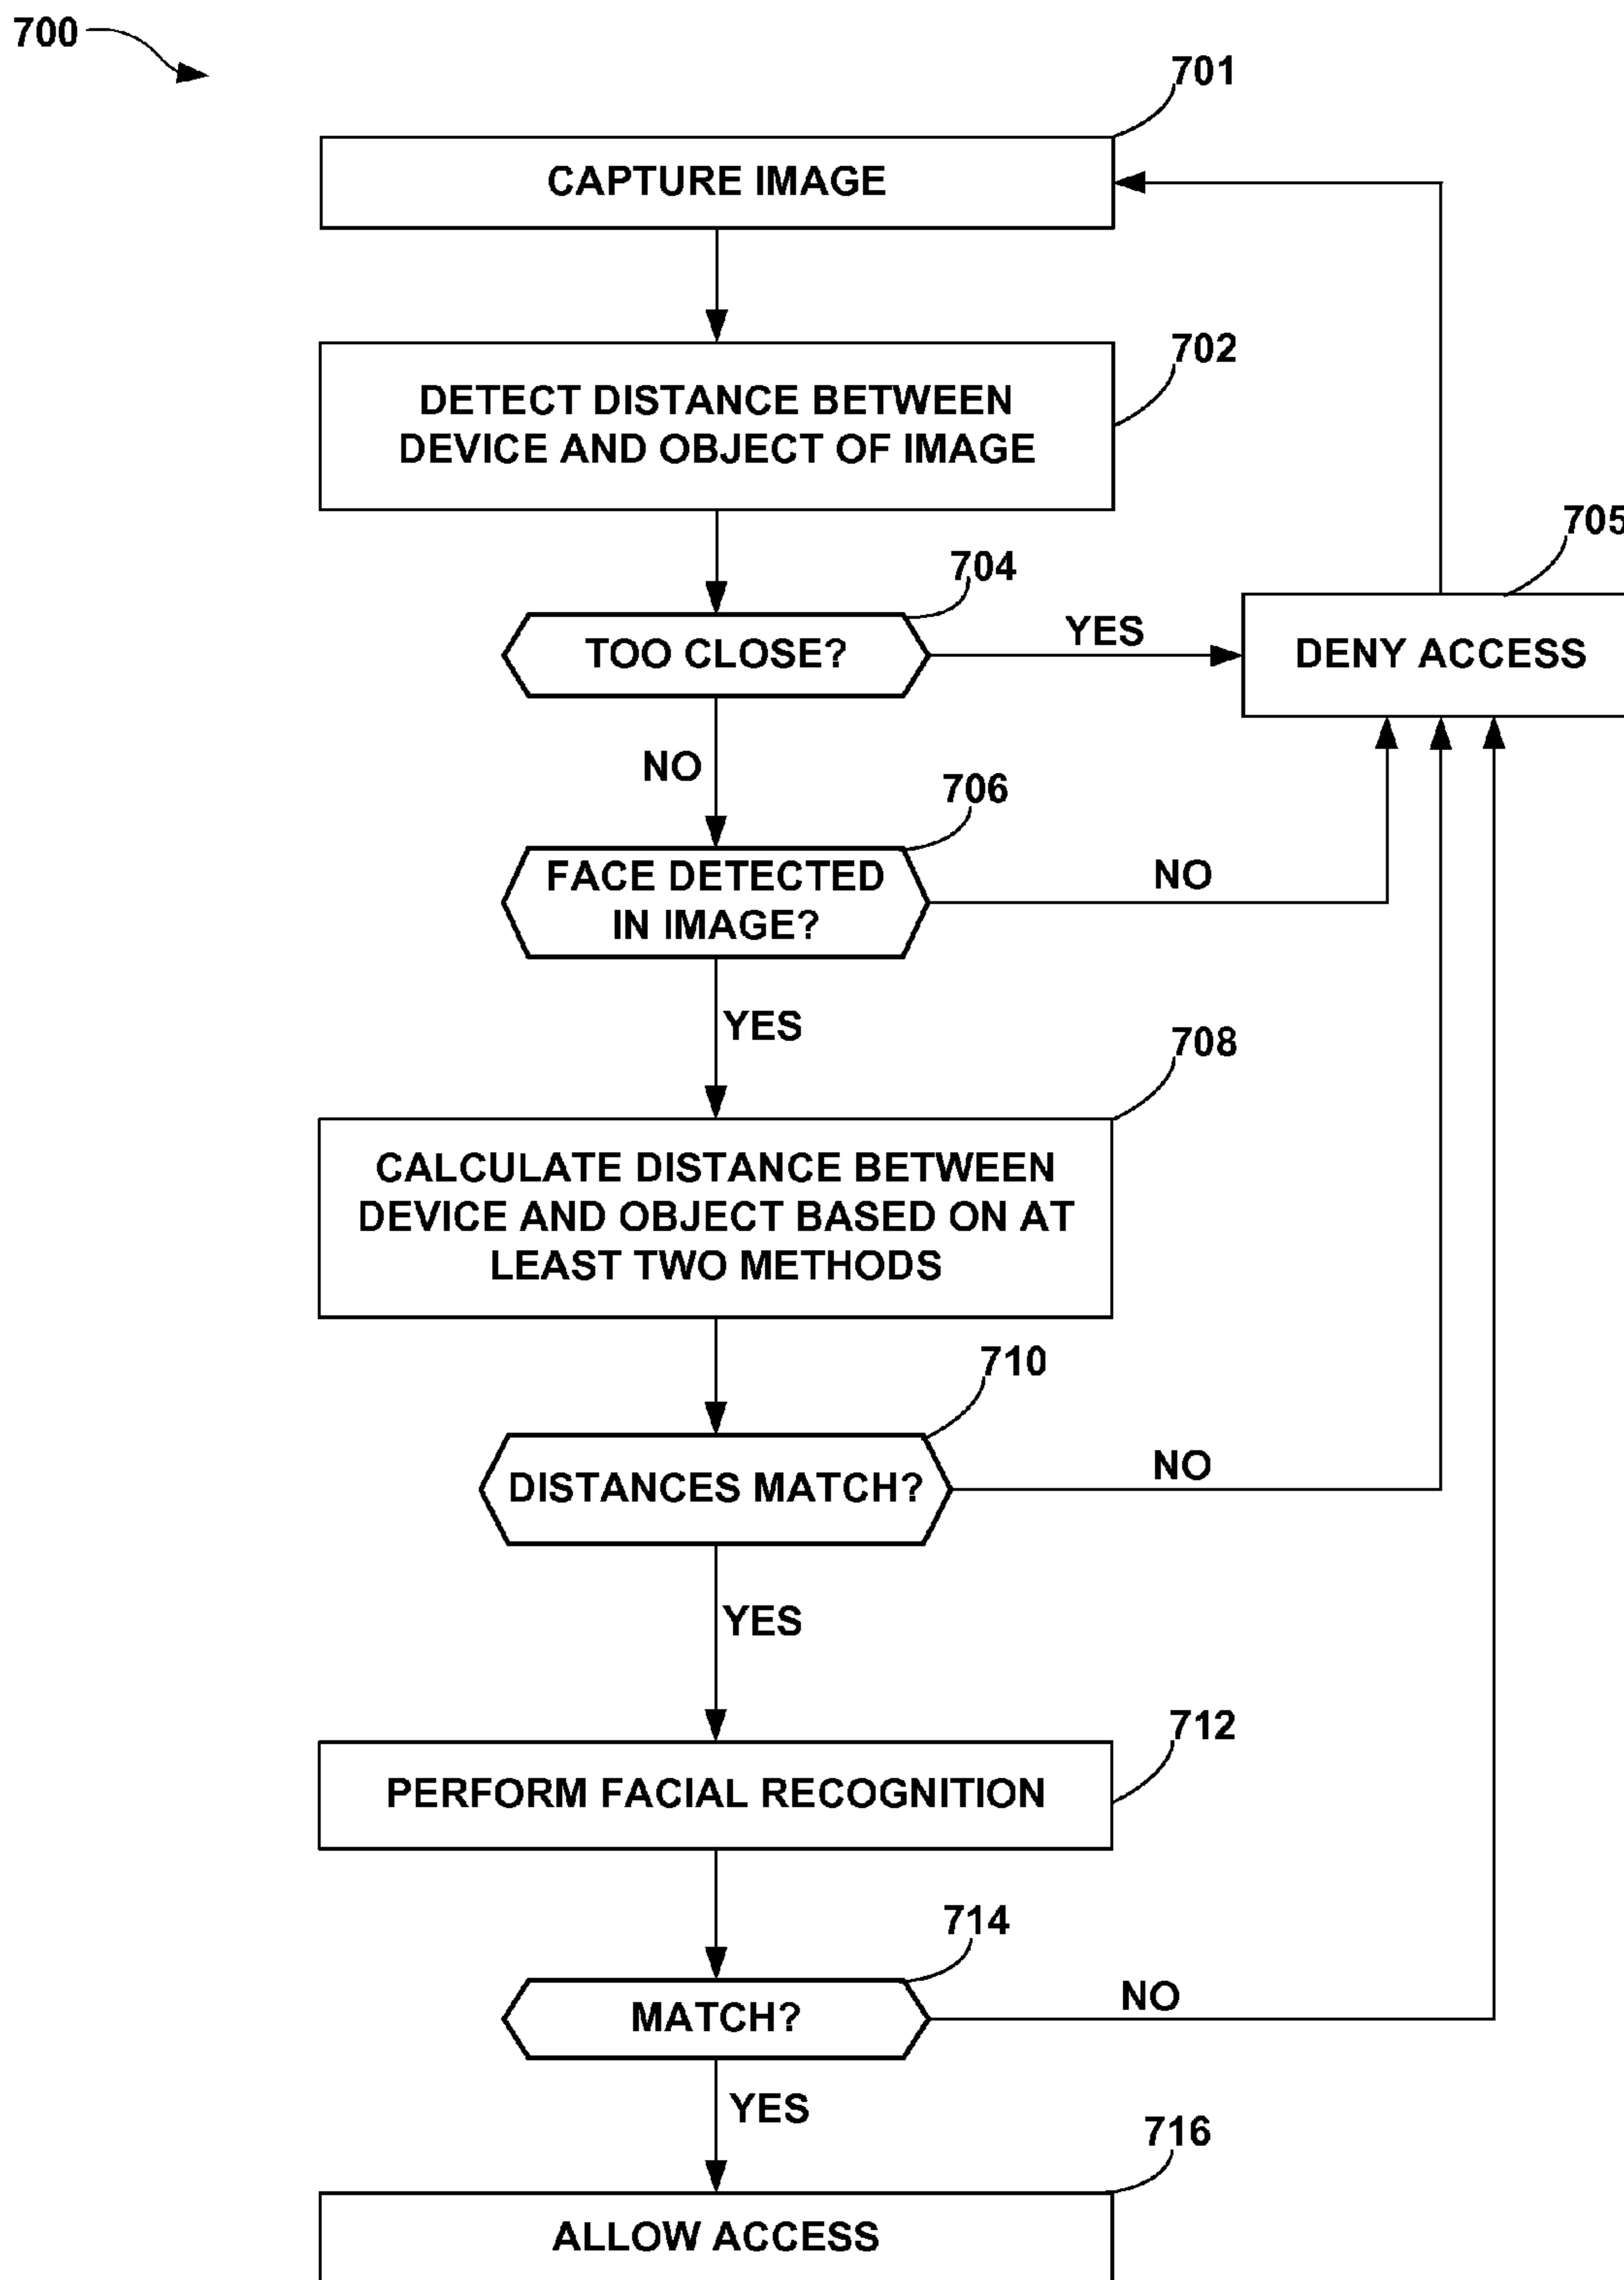 700
701
CAPTURE IMAGE
702
DETECT DISTANCE BETWEEN
DEVICE AND OBJECT OF IMAGE
704
TOO CLOSE?
YES
705
DENY ACCESS
NO
706
FACE DETECTED
IN IMAGE?
NO
YES
708
CALCULATE DISTANCE BETWEEN
DEVICE AND OBJECT BASED ON AT
LEAST TWO METHODS
710
DISTANCES MATCH?
NO
YES
712
PERFORM FACIAL RECOGNITION
714
MATCH?
NO
YES
716
ALLOW ACCESS